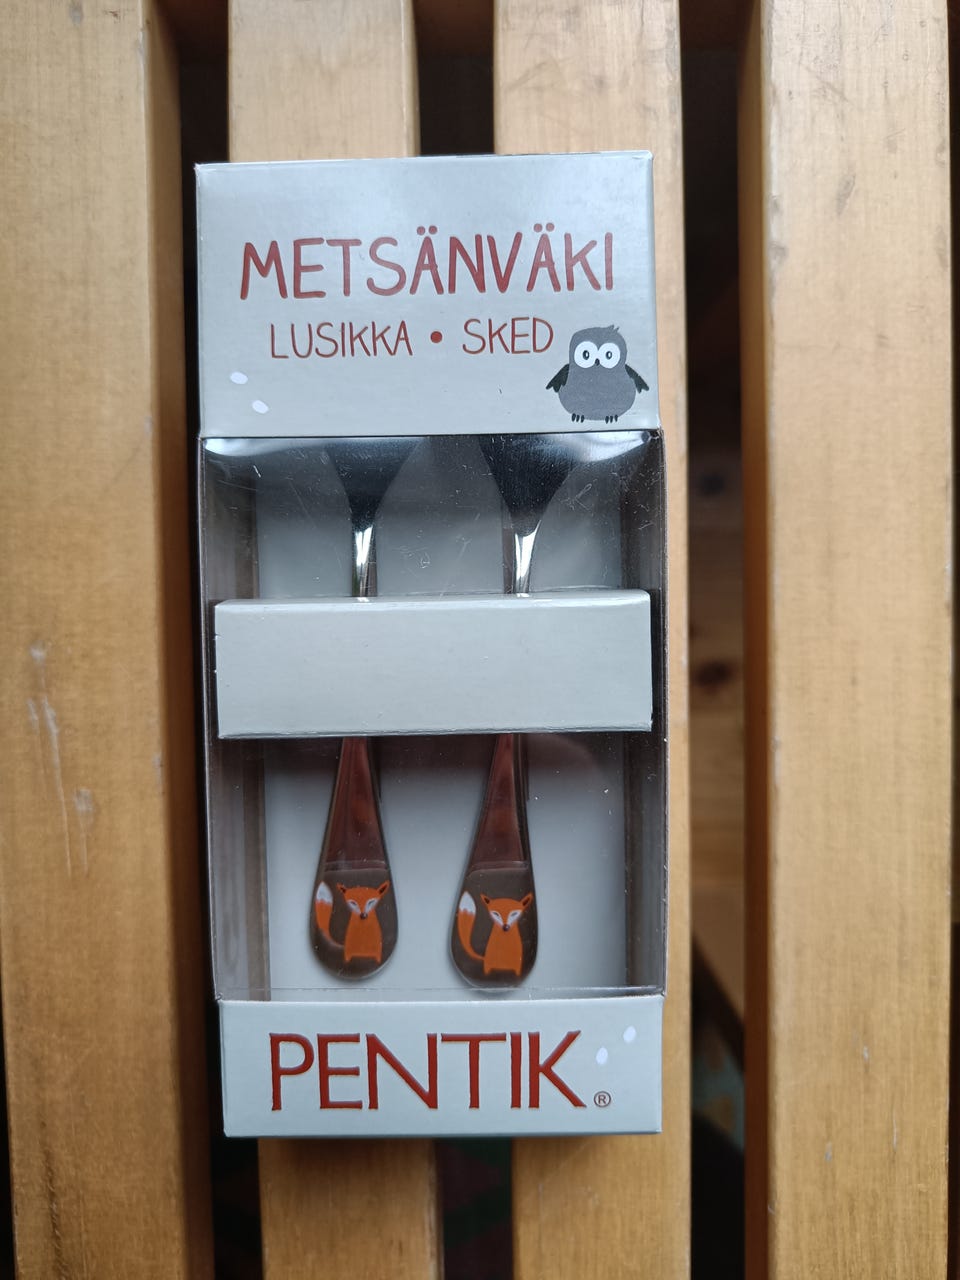 METSÄNVÄKI
LUSIKKA • SKED
PENTIK®